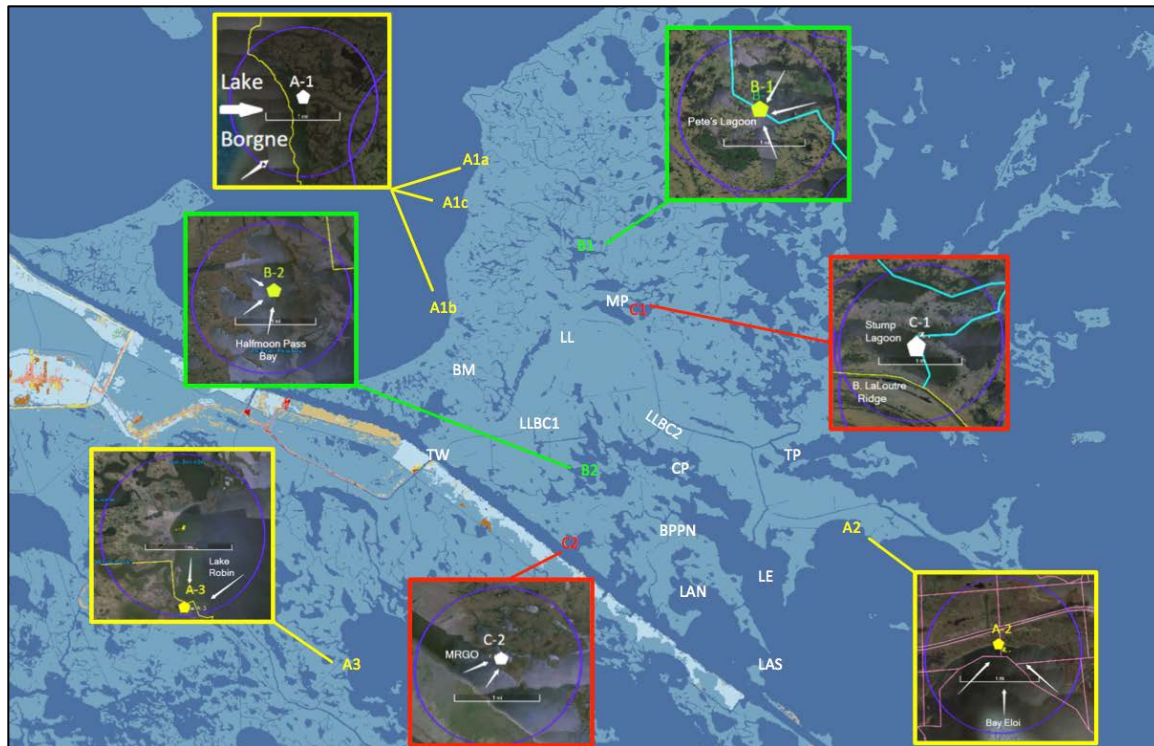 Lake
A-1
1 mi
Borgne
A1a
A1c
A1b
B-1
Pete's Lagoon
B1
B-2
Halfmoon Pass
Bay
MP
C1
LL
BM
Stump
Lagoon
C-1
B. LaLoutre
Ridge
LLBC1
LLBC2
TW
B2
CP
TP
Lake
Robin
A-3
A3
C2
BPPN
A2
LE
LAN
LAS
C-2
MRGO
A-2
Bay Eloi